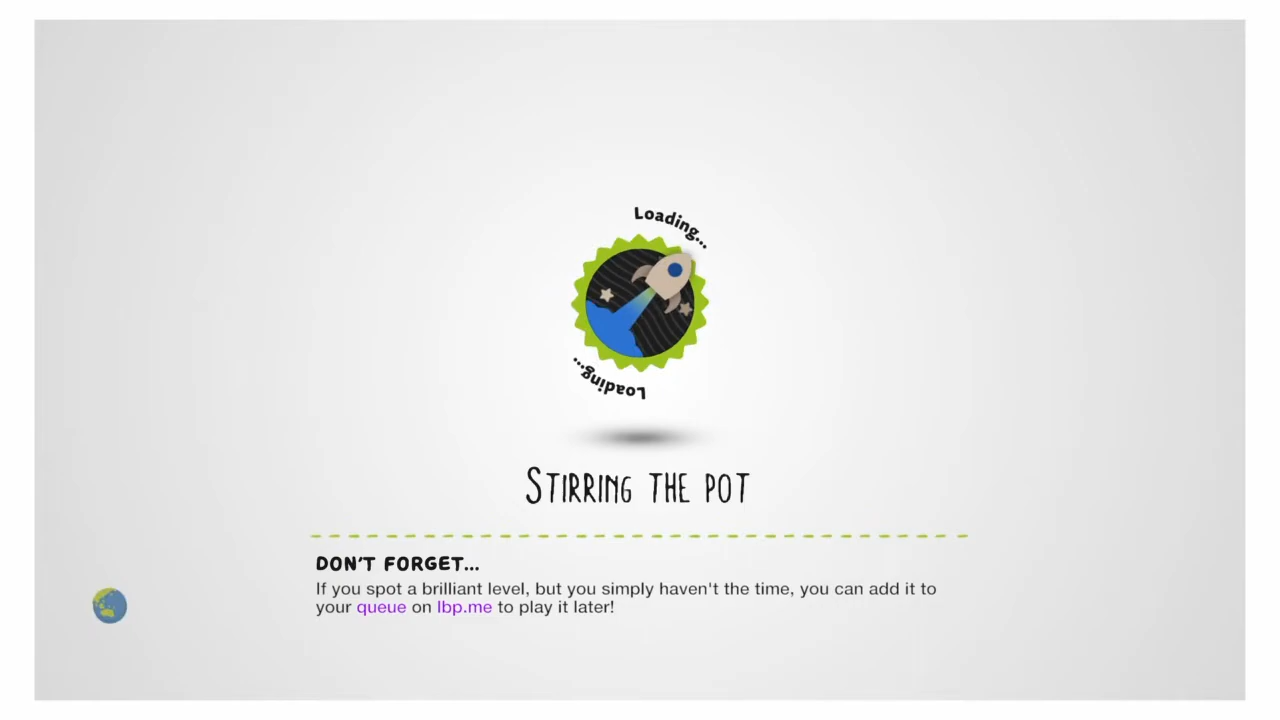 Loading...
Loading...
STIRRING THE POT
DON'T FORGET...
If you spot a brilliant level, but you simply haven't the time, you can add it to
your queue on lbp.me to play it later!